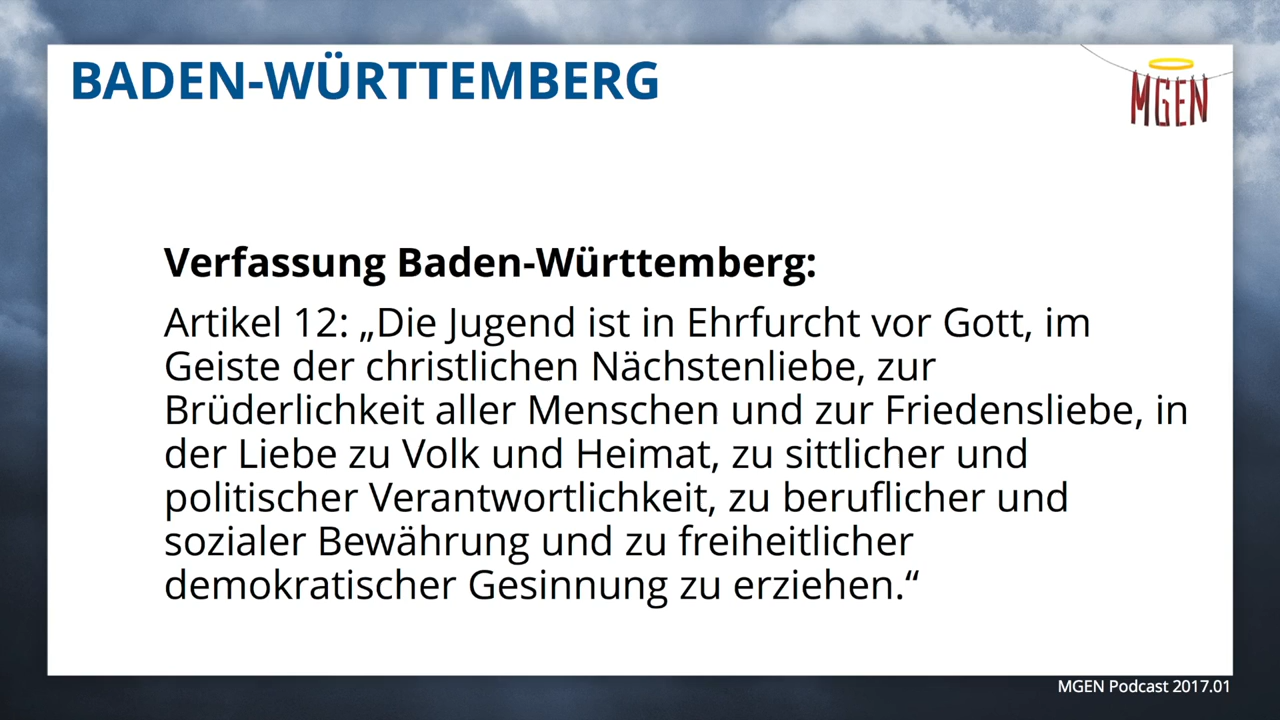 BADEN-WÜRTTEMBERG
MGEN
Verfassung Baden-Württemberg:
Artikel 12: „Die Jugend ist in Ehrfurcht vor Gott, im
Geiste der christlichen Nächstenliebe, zur
Brüderlichkeit aller Menschen und zur Friedensliebe, in
der Liebe zu Volk und Heimat, zu sittlicher und
politischer Verantwortlichkeit, zu beruflicher und
sozialer Bewährung und zu freiheitlicher
demokratischer Gesinnung zu erziehen.“
MGEN Podcast 2017.01